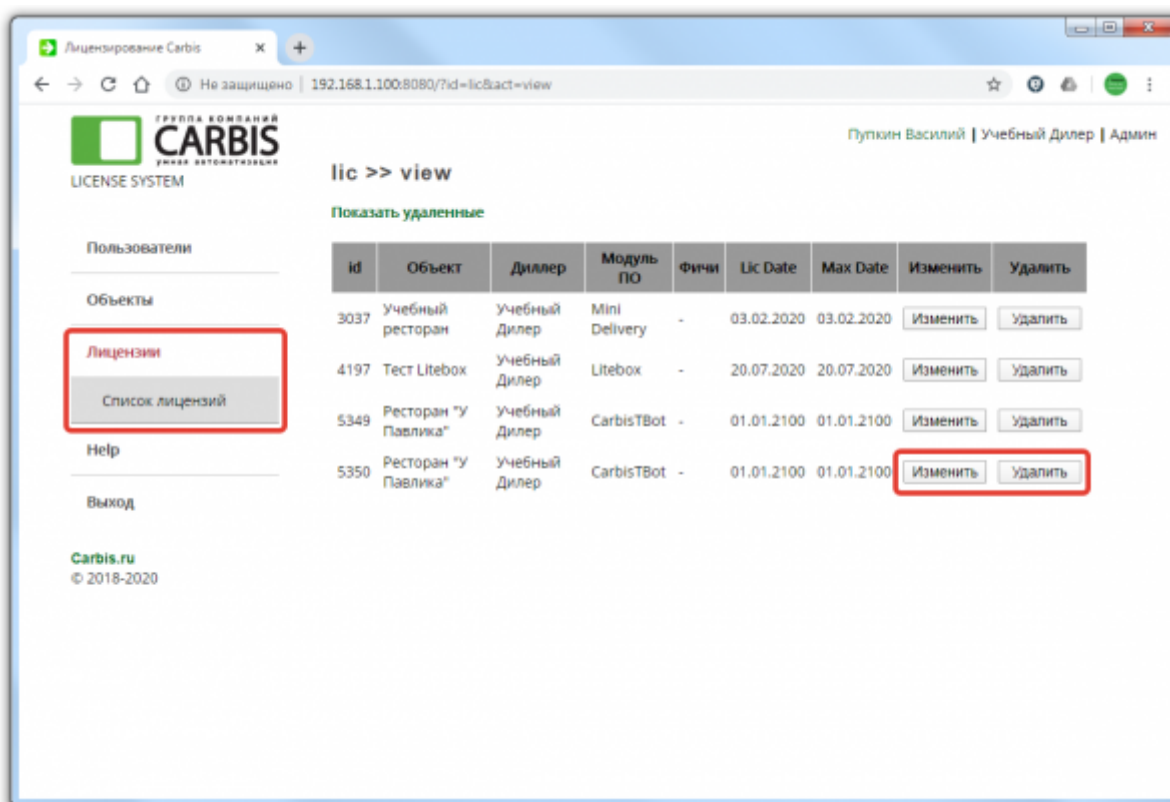 Лицензирование Carbis
Не защищено | 192.168.1.100:8080/?id=lic&act=view
ГРУППА КОМПАНИЙ
CARBIS
умная автоматизация
LICENSE SYSTEM
Пупкин Василий | Учебный Дилер | Админ
lic >> view
Показать удаленные
Пользователи
Объекты
Лицензии
Список лицензий
Help
Выход
Carbis.ru
© 2018-2020
id Объект Диллер Модуль ПО Фичи Lic Date Max Date Изменить Удалить
3037 Учебный ресторан Учебный Дилер Mini Delivery - 03.02.2020 03.02.2020 Изменить Удалить
4197 Тест Litebox Учебный Дилер Litebox - 20.07.2020 20.07.2020 Изменить Удалить
5349 Ресторан "У Павлика" Учебный Дилер CarbisTBot - 01.01.2100 01.01.2100 Изменить Удалить
5350 Ресторан "У Павлика" Учебный Дилер CarbisTBot - 01.01.2100 01.01.2100 Изменить Удалить